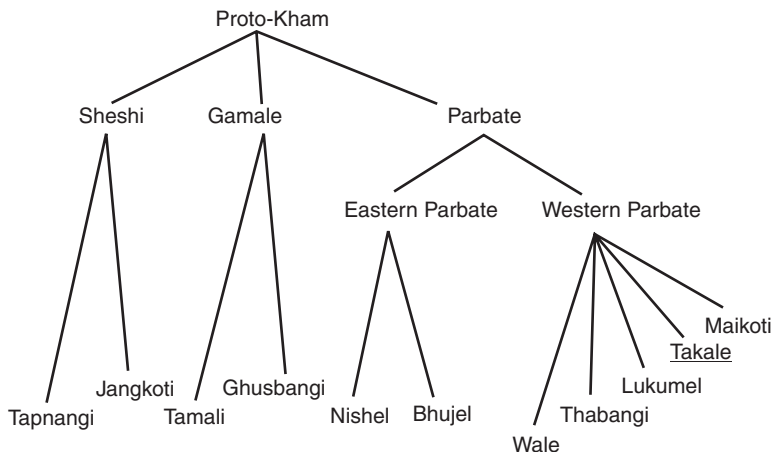 Proto-Kham
Sheshi
Gamale
Parbate
Eastern Parbate
Western Parbate
Maikoti
Takale
Lukumel
Jangkoti
Ghusbangi
Tapnangi
Tamali
Nishel
Bhujel
Thabangi
Wale